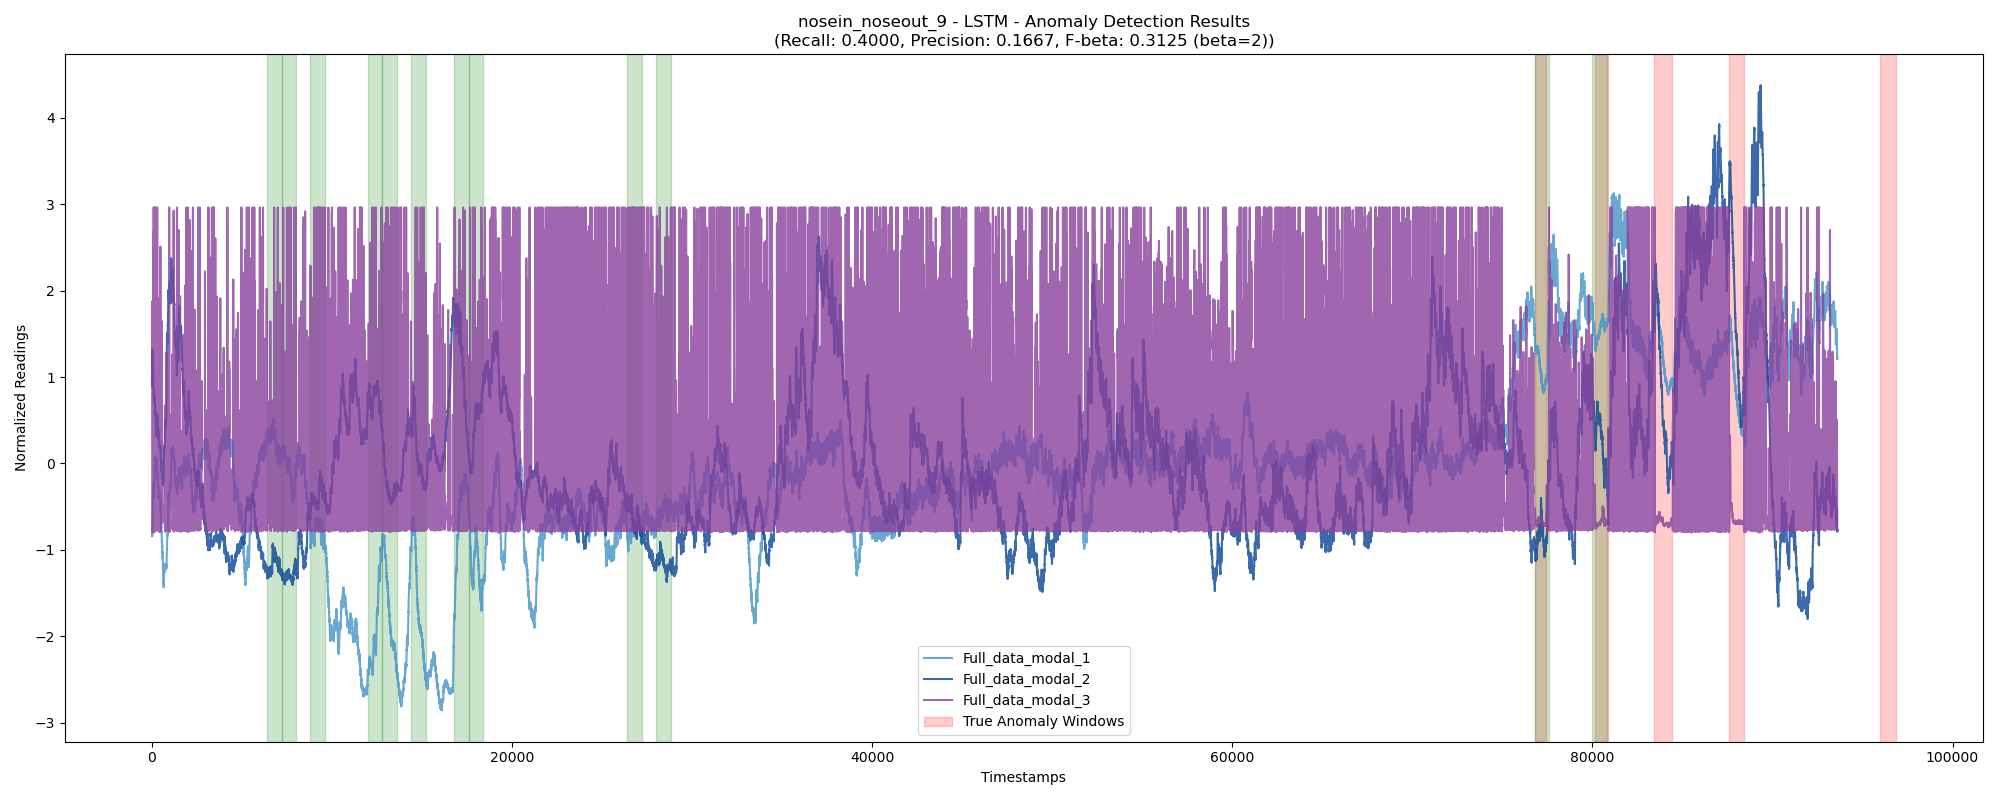 nosein_noseout_9 - LSTM - Anomaly Detection Results
(Recall: 0.4000, Precision: 0.1667, F-beta: 0.3125 (beta=2))
Normalized Readings
4
3
2
1
0
−1
−2
−3
Full_data_modal_1
Full_data_modal_2
Full_data_modal_3
True Anomaly Windows
0
20000
40000
60000
80000
100000
Timestamps